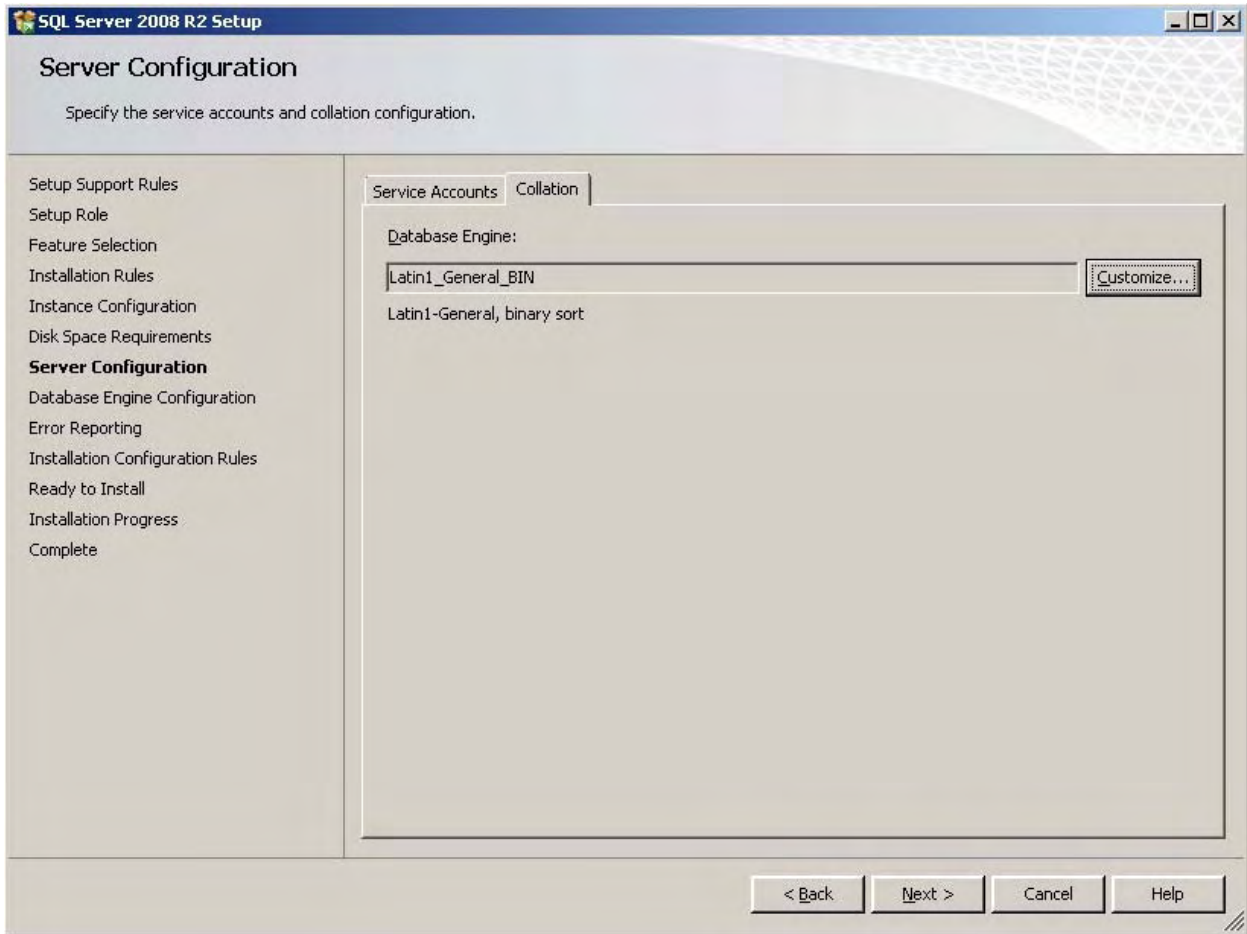 SQL Server 2008 R2 Setup
Server Configuration
Specify the service accounts and collation configuration.
Setup Support Rules
Setup Role
Feature Selection
Installation Rules
Instance Configuration
Disk Space Requirements
Server Configuration
Database Engine Configuration
Error Reporting
Installation Configuration Rules
Ready to Install
Installation Progress
Complete
Service Accounts
Collation
Database Engine:
Latin1_General_BIN
Customize...
Latin1-General, binary sort
< Back
Next >
Cancel
Help